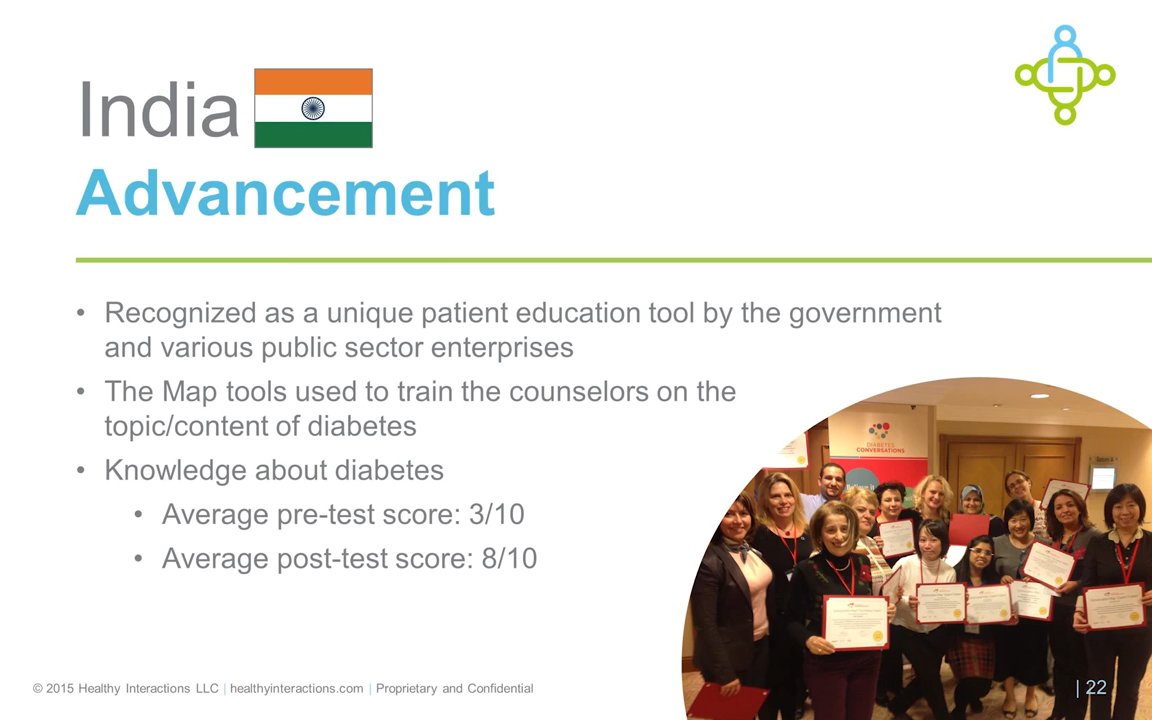 India
Advancement
• Recognized as a unique patient education tool by the government
and various public sector enterprises
• The Map tools used to train the counselors on the
topic/content of diabetes
• Knowledge about diabetes
• Average pre-test score: 3/10
• Average post-test score: 8/10
DIABETES
CONVERSATIONS
© 2015 Healthy Interactions LLC | healthyinteractions.com | Proprietary and Confidential
| 22